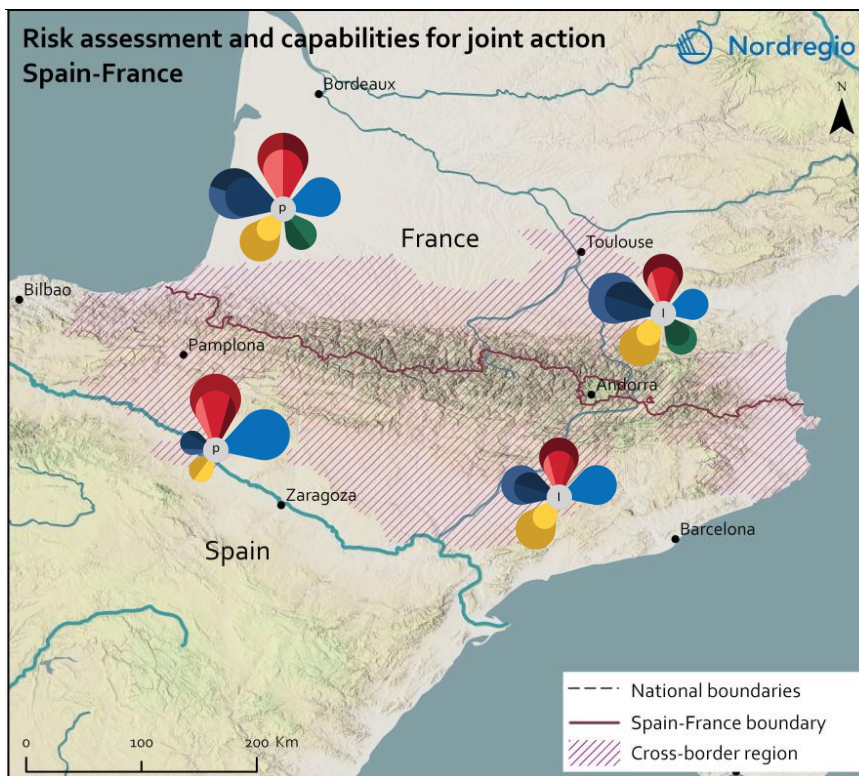 Risk assessment and capabilities for joint action
Spain-France
Nordregio
Bordeaux
N
p
France
Toulouse
Bilbao
l
Pamplona
Andorra
p
l
Zaragoza
Barcelona
Spain
National boundaries
Spain-France boundary
Cross-border region
0 100 200 Km